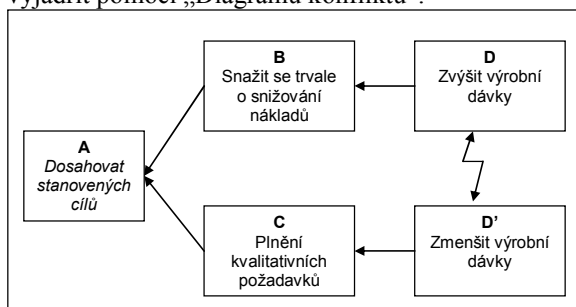 vyjádřit pomocí „Diagramu konfliktu“.
B
Snažit se trvale
o snižování
nákladů
D
Zvýšit výrobní
dávky
A
Dosahovat
stanovených
cílů
C
Plnění
kvalitativních
požadavků
D’
Zmenšit výrobní
dávky